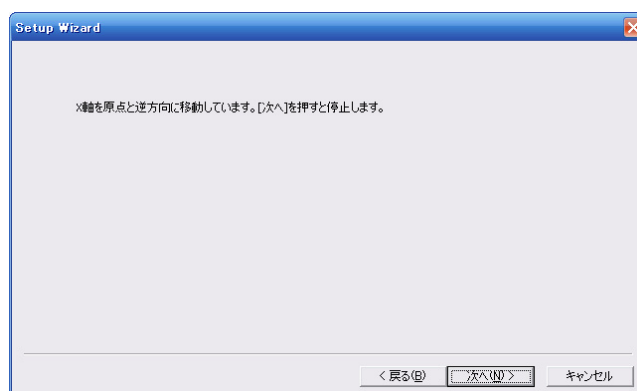 Setup Wizard
X軸を原点と逆方向に移動しています。[次へ]を押すと停止します。
< 戻る(B)
次へ(N) >
キャンセル